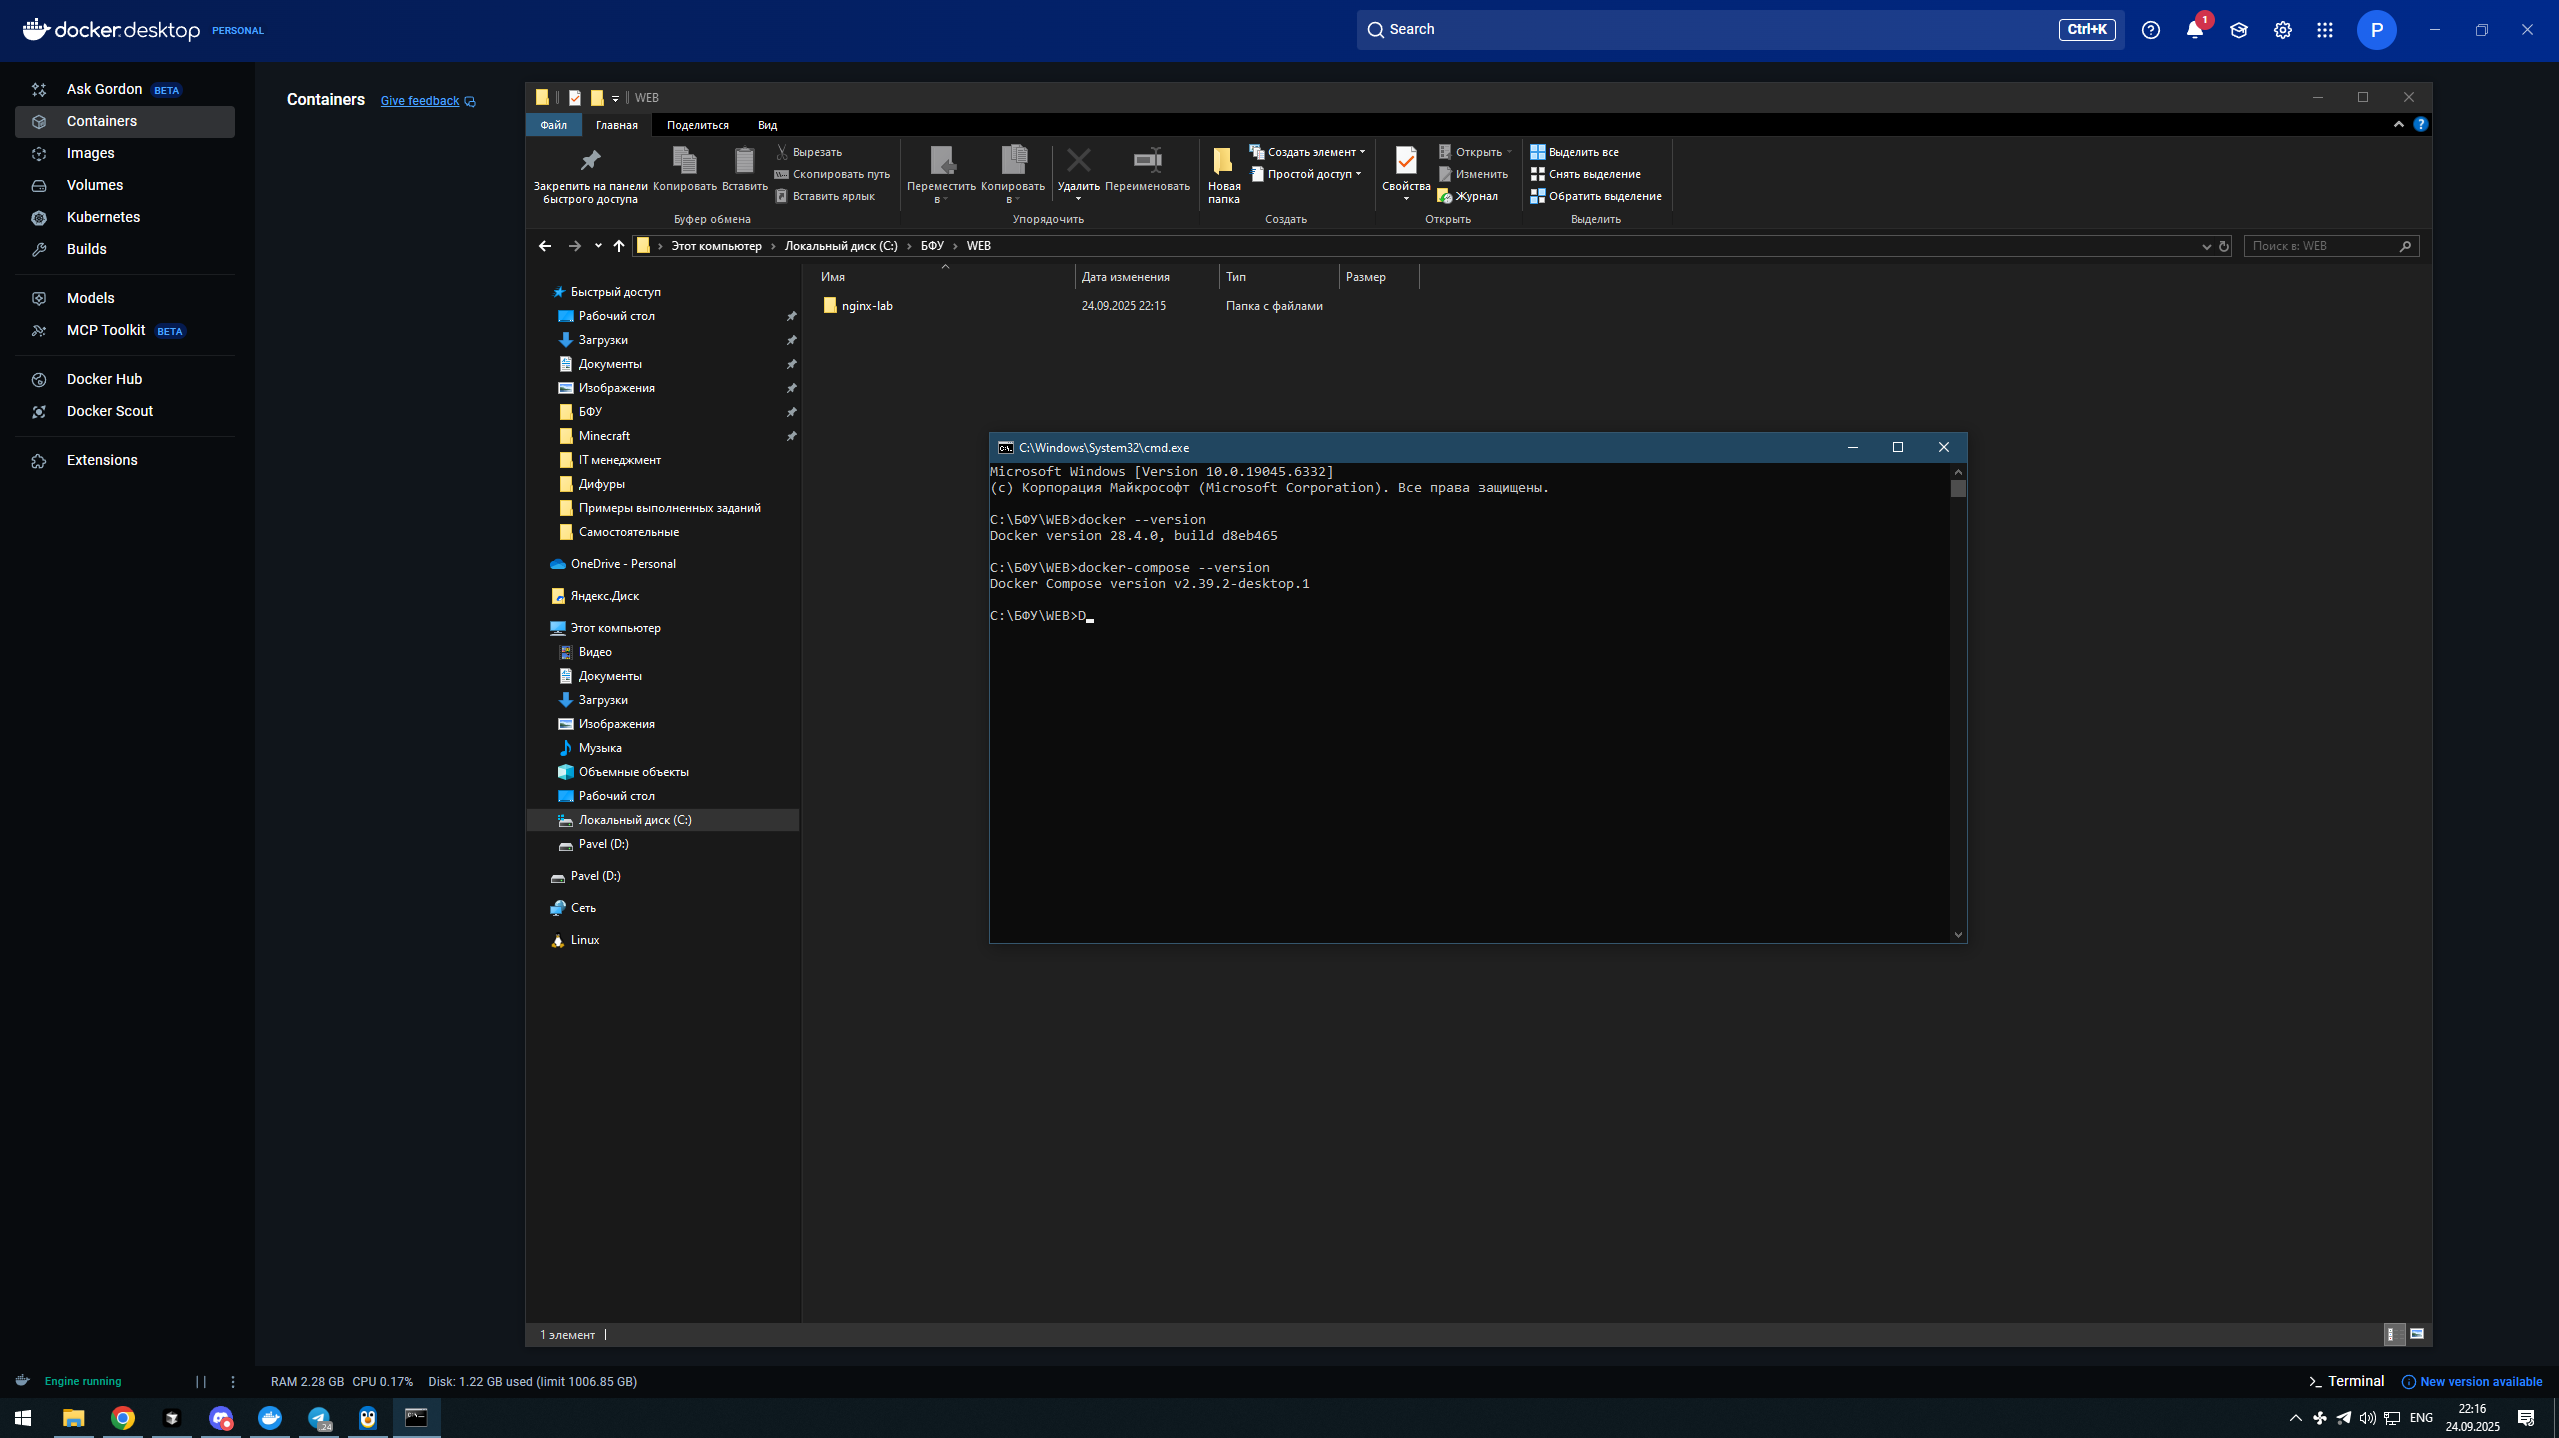 docker.desktop PERSONAL
Search
Ctrl+K
1
P
Ask Gordon BETA
Containers
Images
Volumes
Kubernetes
Builds
Models
MCP Toolkit BETA
Docker Hub
Docker Scout
Extensions
Containers Give feedback
WEB
Файл Главная Поделиться Вид
Закрепить на панели быстрого доступа
Копировать
Вставить
Вырезать
Скопировать путь
Вставить ярлык
Буфер обмена
Переместить в
Копировать в
Удалить
Переименовать
Упорядочить
Новая папка
Создать элемент
Простой доступ
Создать
Свойства
Открыть
Изменить
Журнал
Открыть
Выделить все
Снять выделение
Обратить выделение
Выделить
Этот компьютер > Локальный диск (C:) > БФУ > WEB
Поиск в: WEB
Имя Дата изменения Тип Размер
nginx-lab 24.09.2025 22:15 Папка с файлами
Быстрый доступ
Рабочий стол
Загрузки
Документы
Изображения
БФУ
Minecraft
IT менеджмент
Дифуры
Примеры выполненных заданий
Самостоятельные
OneDrive - Personal
Яндекс.Диск
Этот компьютер
Видео
Документы
Загрузки
Изображения
Музыка
Объемные объекты
Рабочий стол
Локальный диск (C:)
Pavel (D:)
Pavel (D:)
Сеть
Linux
C:\Windows\System32\cmd.exe
Microsoft Windows [Version 10.0.19045.6332]
(c) Корпорация Майкрософт (Microsoft Corporation). Все права защищены.
C:\БФУ\WEB>docker --version
Docker version 28.4.0, build d8eb465
C:\БФУ\WEB>docker-compose --version
Docker Compose version v2.39.2-desktop.1
C:\БФУ\WEB>D
1 элемент
Engine running
RAM 2.28 GB CPU 0.17% Disk: 1.22 GB used (limit 1006.85 GB)
Terminal
New version available
24
ENG
22:16
24.09.2025